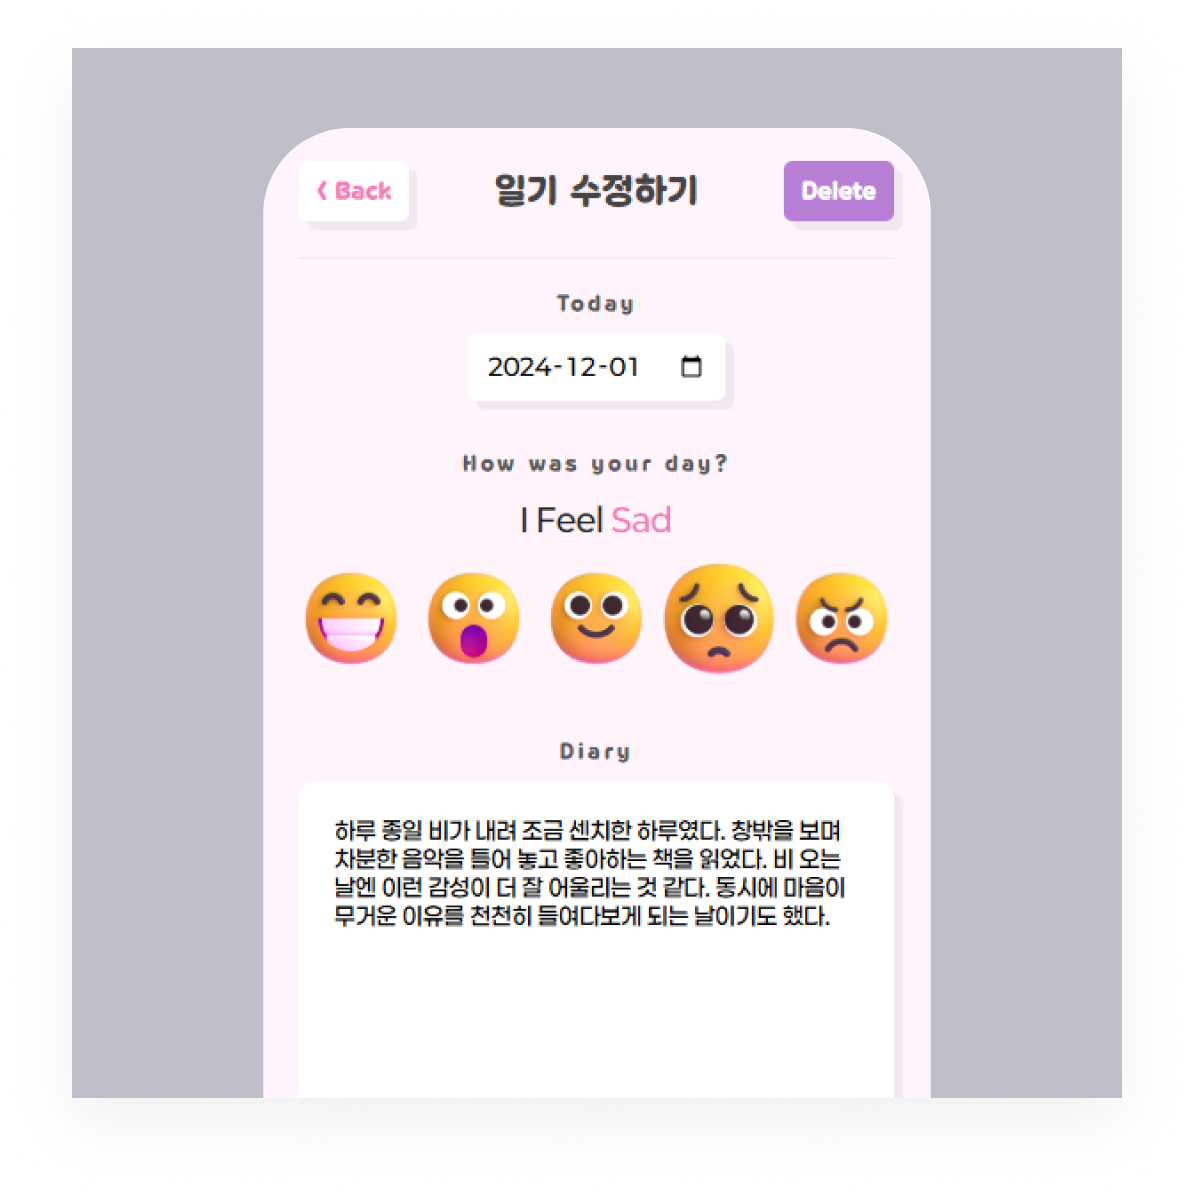 Back
일기 수정하기
Delete
Today
2024-12-01
How was your day?
I Feel Sad
Diary
하루 종일 비가 내려 조금 센치한 하루였다. 창밖을 보며
차분한 음악을 틀어 놓고 좋아하는 책을 읽었다. 비 오는
날엔 이런 감성이 더 잘 어울리는 것 같다. 동시에 마음이
무거운 이유를 천천히 들여다보게 되는 날이기도 했다.